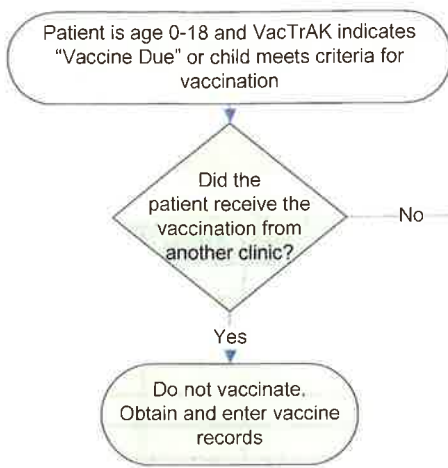 Patient is age 0-18 and VacTrAK indicates
"Vaccine Due" or child meets criteria for
vaccination
Did the
patient receive the
vaccination from
another clinic?
No
Yes
Do not vaccinate.
Obtain and enter vaccine
records